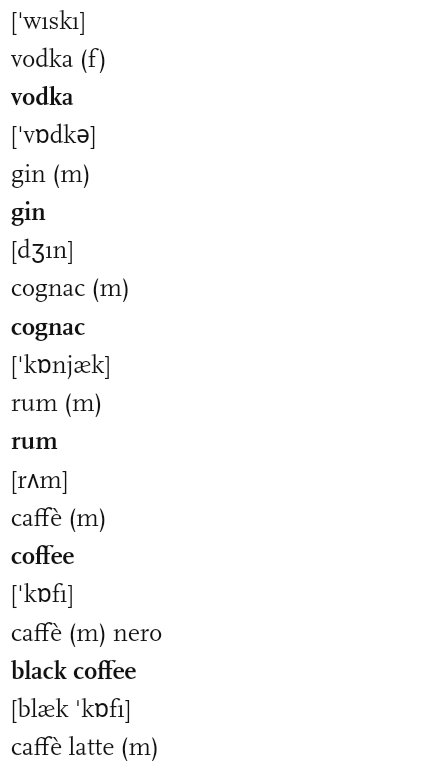 ['wɪskɪ]
vodka (f)
vodka
['vɒdkə]
gin (m)
gin
[dʒɪn]
cognac (m)
cognac
['kɒnjæk]
rum (m)
rum
[rʌm]
caffè (m)
coffee
['kɒfɪ]
caffè (m) nero
black coffee
[blæk 'kɒfɪ]
caffè latte (m)